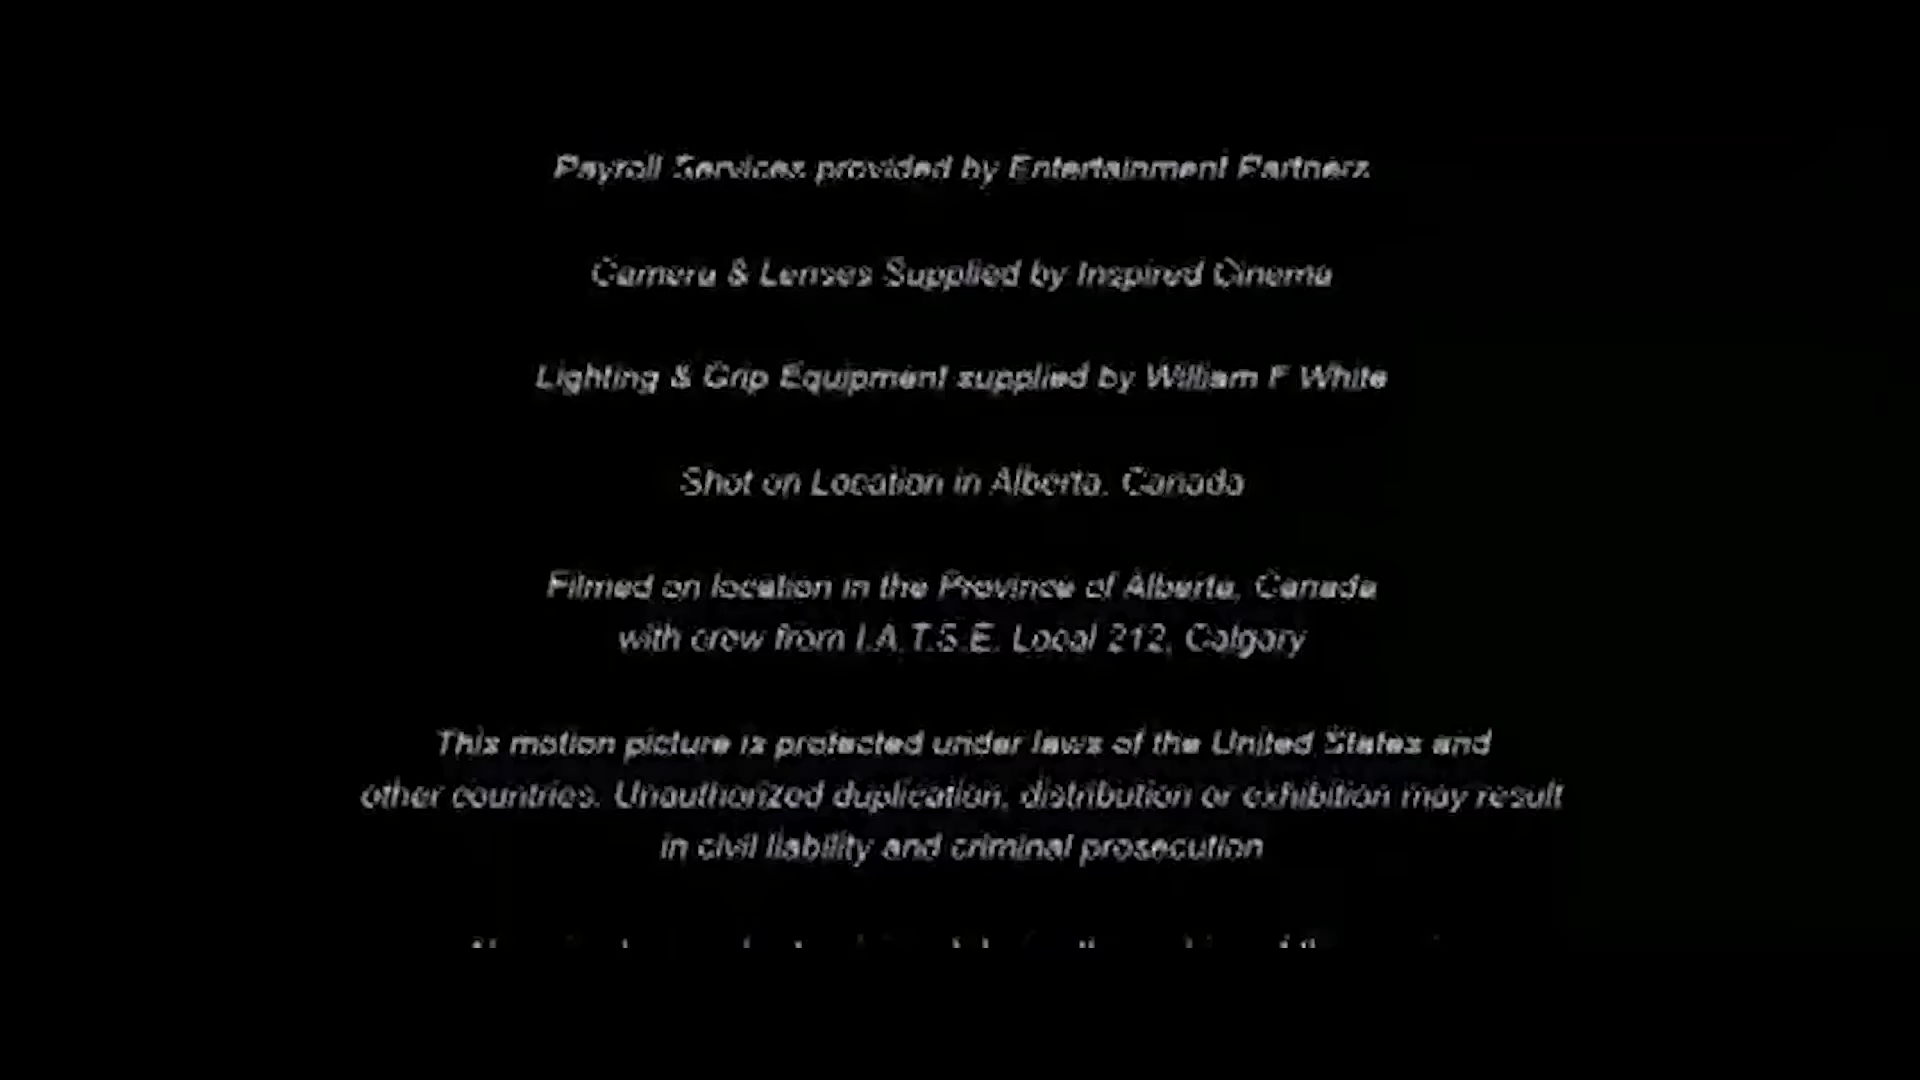 Payroll Services provided by Entertainment Partners
Camera & Lenses Supplied by Inspired Cinema
Lighting & Grip Equipment supplied by William F White
Shot on Location in Alberta, Canada
Filmed on location in the Province of Alberta, Canada
with crew from I.A.T.S.E. Local 212, Calgary
This motion picture is protected under laws of the United States and
other countries. Unauthorized duplication, distribution or exhibition may result
in civil liability and criminal prosecution